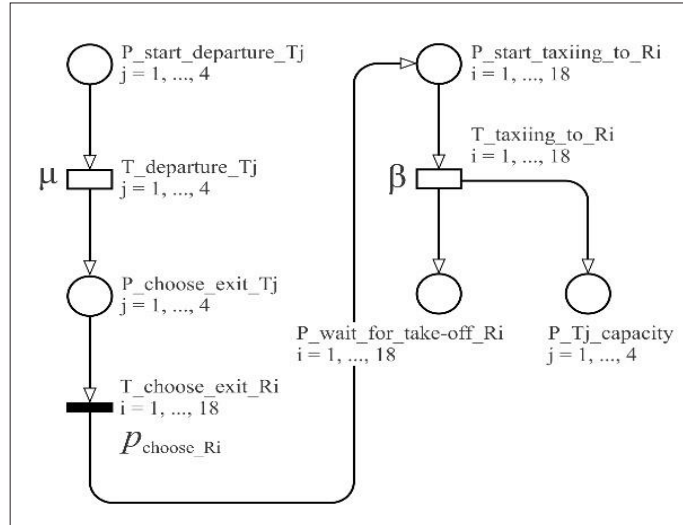 P_start_departure_Tj
j = 1, ..., 4
μ
T_departure_Tj
j = 1, ..., 4
P_choose_exit_Tj
j = 1, ..., 4
T_choose_exit_Ri
i = 1, ..., 18
p choose_Ri
P_start_taxiing_to_Ri
i = 1, ..., 18
T_taxiing_to_Ri
i = 1, ..., 18
β
P_wait_for_take-off_Ri
i = 1, ..., 18
P_Tj_capacity
j = 1, ..., 4